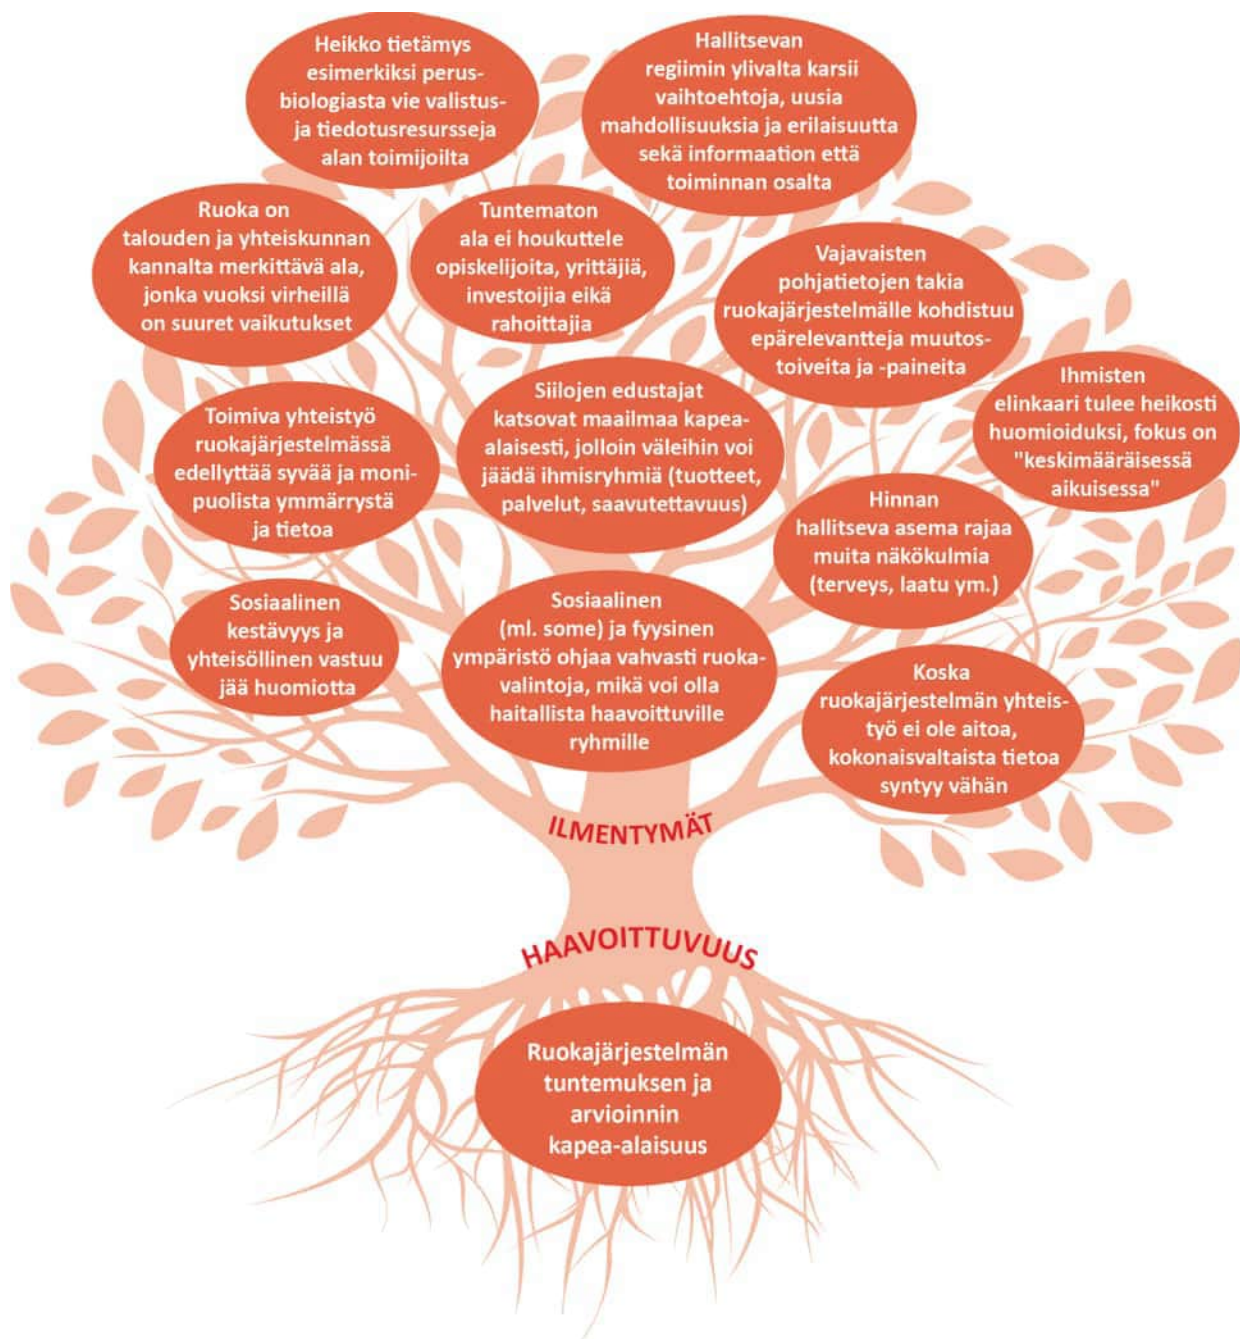 Heikko tietämys
esimerkiksi perus-
biologiasta vie valistus-
ja tiedotusresursseja
alan toimijoilta
Hallitsevan
regiimin ylivalta karsii
vaihtoehtoja, uusia
mahdollisuuksia ja erilaisuutta
sekä informaation että
toiminnan osalta
Ruoka on
talouden ja yhteiskunnan
kannalta merkittävä ala,
jonka vuoksi virheillä
on suuret vaikutukset
Tuntematon
ala ei houkuttele
opiskelijoita, yrittäjiä,
investoijia eikä
rahoittajia
Vajavaisten
pohjatietojen takia
ruokajärjestelmälle kohdistuu
epärelevantteja muutos-
toiveita ja -paineita
Toimiva yhteistyö
ruokajärjestelmässä
edellyttää syvää ja moni-
puolista ymmärrystä
ja tietoa
Siilojen edustajat
katsovat maailmaa kapea-
alaisesti, jolloin väleihin voi
jäädä ihmisryhmiä (tuotteet,
palvelut, saavutettavuus)
Ihmisten
elinkaari tulee heikosti
huomioiduksi, fokus on
"keskimääräisessä
aikuisessa"
Hinnan
hallitseva asema rajaa
muita näkökulmia
(terveys, laatu ym.)
Sosiaalinen
kestävyys ja
yhteisöllinen vastuu
jää huomiotta
Sosiaalinen
(ml. some) ja fyysinen
ympäristö ohjaa vahvasti ruoka-
valintoja, mikä voi olla
haitallista haavoittuville
ryhmille
Koska
ruokajärjestelmän yhteis-
työ ei ole aitoa,
kokonaisvaltaista tietoa
syntyy vähän
ILMENTYMÄT
HAAVOITTUVUUS
Ruokajärjestelmän
tuntemuksen ja
arvioinnin
kapea-alaisuus